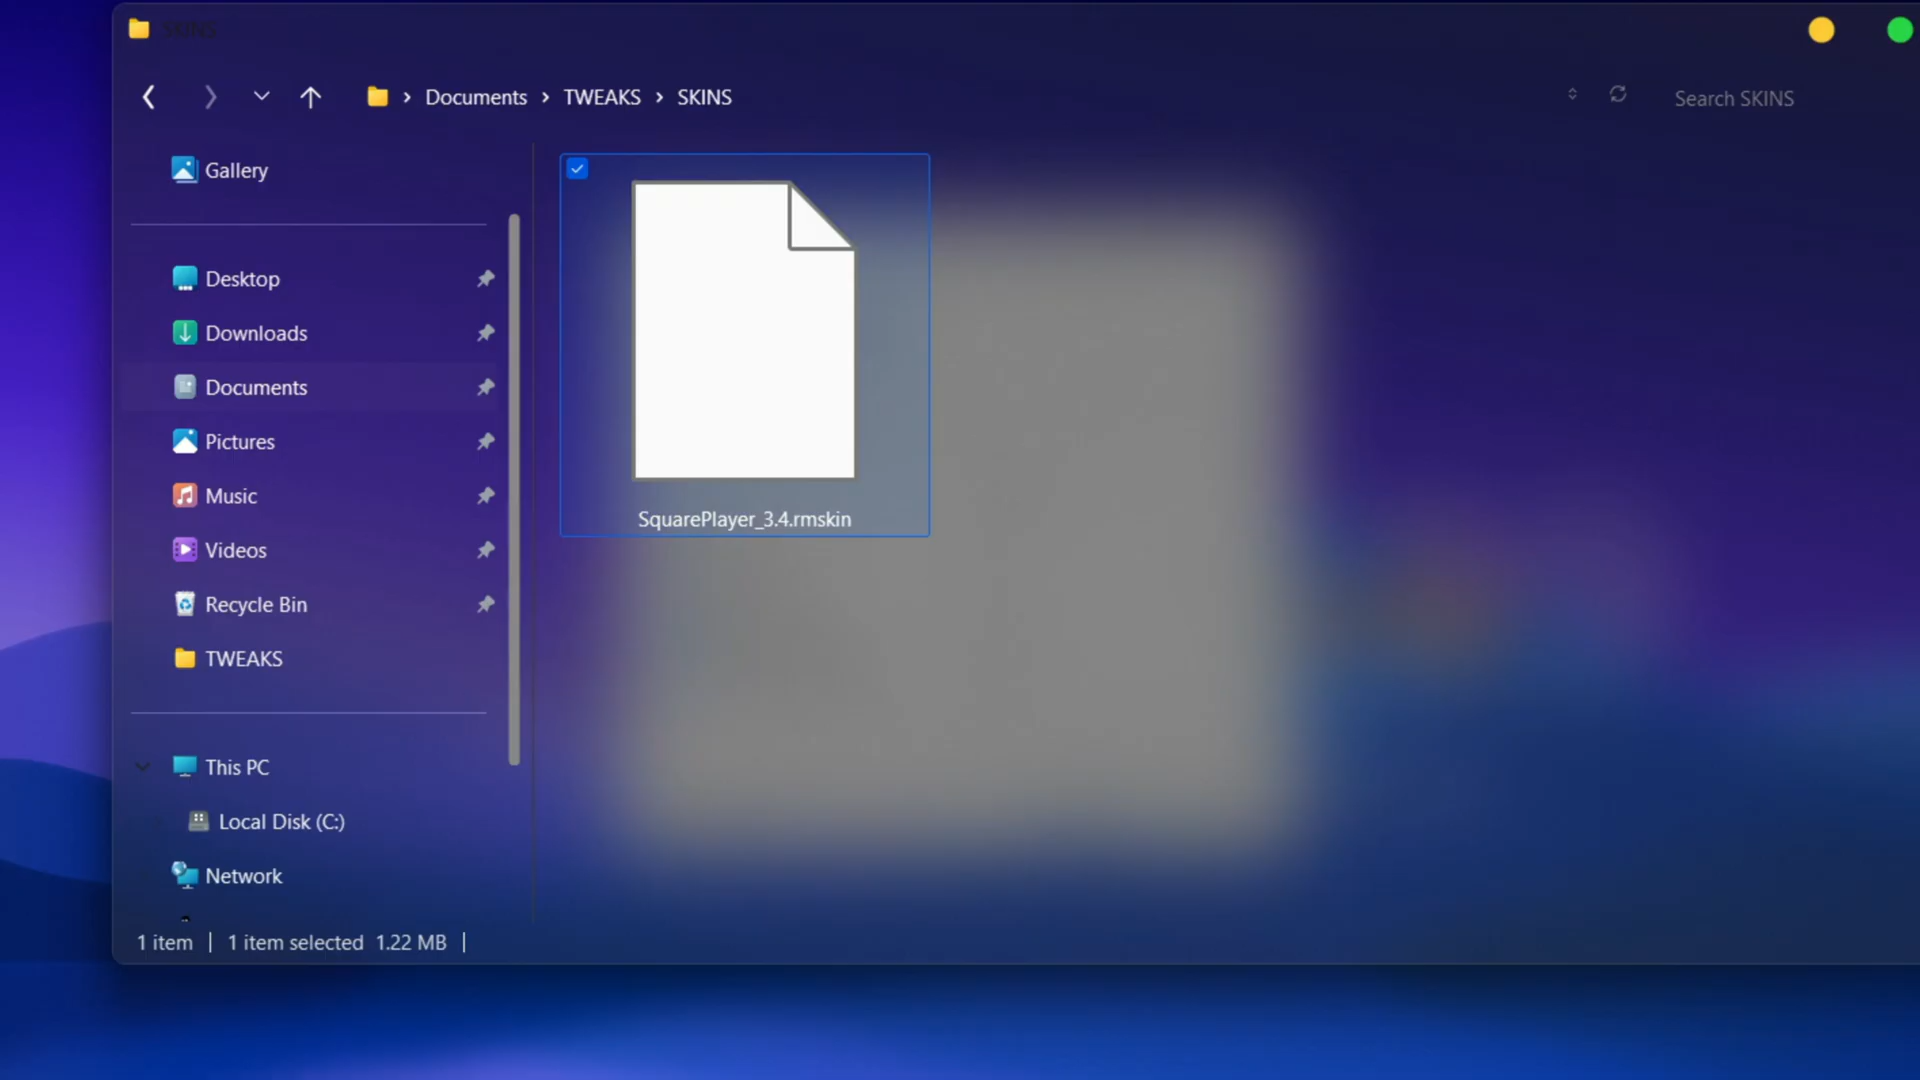 SKINS
Documents › TWEAKS › SKINS
Search SKINS
Gallery
Desktop
Downloads
Documents
Pictures
Music
Videos
Recycle Bin
TWEAKS
This PC
Local Disk (C:)
Network
SquarePlayer_3.4.rmskin
1 item | 1 item selected 1.22 MB |